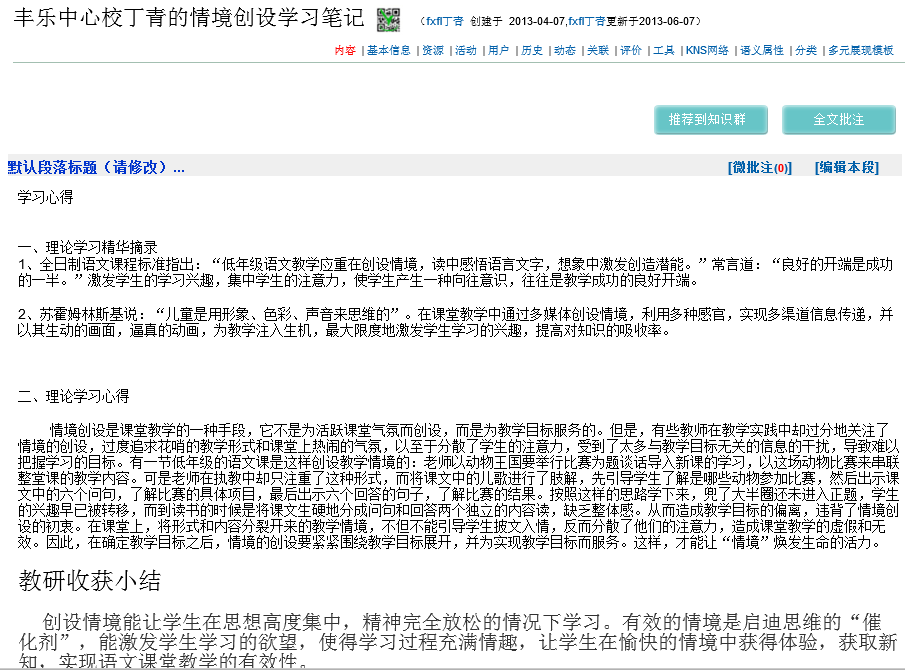 丰乐中心校丁青的情境创设学习笔记 （fxfl丁青 创建于 2013-04-07,fxfl丁青更新于2013-06-07）
内容 | 基本信息 | 资源 | 活动 | 用户 | 历史 | 动态 | 关联 | 评价 | 工具 | KNS网络 | 语义属性 | 分类 | 多元展现模板
推荐到知识群 全文批注
默认段落标题（请修改）... [微批注(0)] [编辑本段]
学习心得
一、理论学习精华摘录
1、全日制语文课程标准指出：“低年级语文教学应重在创设情境，读中感悟语言文字，想象中激发创造潜能。”常言道：“良好的开端是成功
的一半。”激发学生的学习兴趣，集中学生的注意力，使学生产生一种向往意识，往往是教学成功的良好开端。
2、苏霍姆林斯基说：“儿童是用形象、色彩、声音来思维的”。在课堂教学中通过多媒体创设情境，利用多种感官，实现多渠道信息传递，并
以其生动的画面，逼真的动画，为教学注入生机，最大限度地激发学生学习的兴趣，提高对知识的吸收率。
二、理论学习心得
情境创设是课堂教学的一种手段，它不是为活跃课堂气氛而创设，而是为教学目标服务的。但是，有些教师在教学实践中却过分地关注了
情境的创设，过度追求花哨的教学形式和课堂上热闹的气氛，以至于分散了学生的注意力，受到了太多与教学目标无关的信息的干扰，导致难以
把握学习的目标。有一节低年级的语文课是这样创设教学情境的：老师以动物王国要举行比赛为题谈话导入新课的学习，以这场动物比赛来串联
整堂课的教学内容。可是老师在执教中却只注重了这种形式，而将课文中的儿歌进行了肢解，先引导学生了解是哪些动物参加比赛，然后出示课
文中的六个问句，了解比赛的具体项目，最后出示六个回答的句子，了解比赛的结果。按照这样的思路学下来，兜了大半圈还未进入正题，学生
的兴趣早已被转移，而到读书的时候是将课文生硬地分成问句和回答两个独立的内容读，缺乏整体感。从而造成教学目标的偏离，违背了情境创
设的初衷。在课堂上，将形式和内容分裂开来的教学情境，不但不能引导学生披文入情，反而分散了他们的注意力，造成课堂教学的虚假和无
效。因此，在确定教学目标之后，情境的创设要紧紧围绕教学目标展开，并为实现教学目标而服务。这样，才能让“情境”焕发生命的活力。
教研收获小结
创设情境能让学生在思想高度集中，精神完全放松的情况下学习。有效的情境是启迪思维的“催
化剂”，能激发学生学习的欲望，使得学习过程充满情趣，让学生在愉快的情境中获得体验，获取新
知，实现语文课堂教学的有效性。